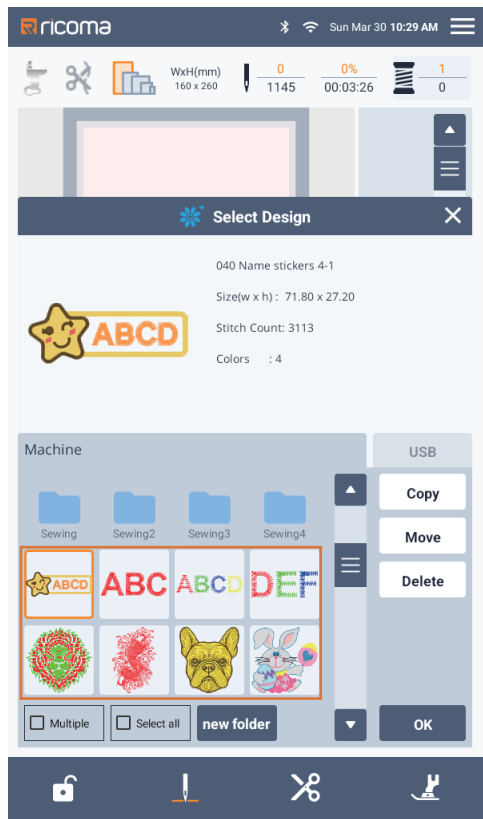 ricoma
Sun Mar 30 10:29 AM
WxH(mm)
160 x 260
0
1145
0%
00:03:26
1
0
Select Design
ABCD
040 Name stickers 4-1
Size(w x h) : 71.80 x 27.20
Stitch Count: 3113
Colors : 4
Machine
USB
Sewing
Sewing2
Sewing3
Sewing4
Copy
Move
Delete
ABCD
ABC
ABCD
DEF
Multiple
Select all
new folder
OK